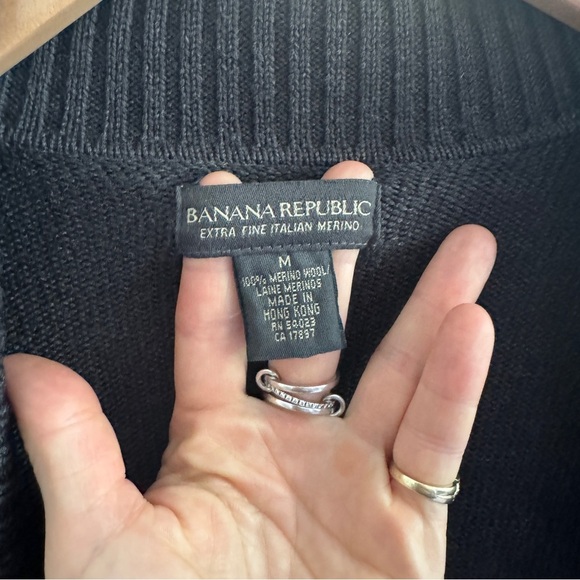 BANANA REPUBLIC
EXTRA FINE ITALIAN MERINO
M
100% MERINO WOOL/
LAINE MERINOS
MADE IN
HONG KONG
RN 54023
CA 17897